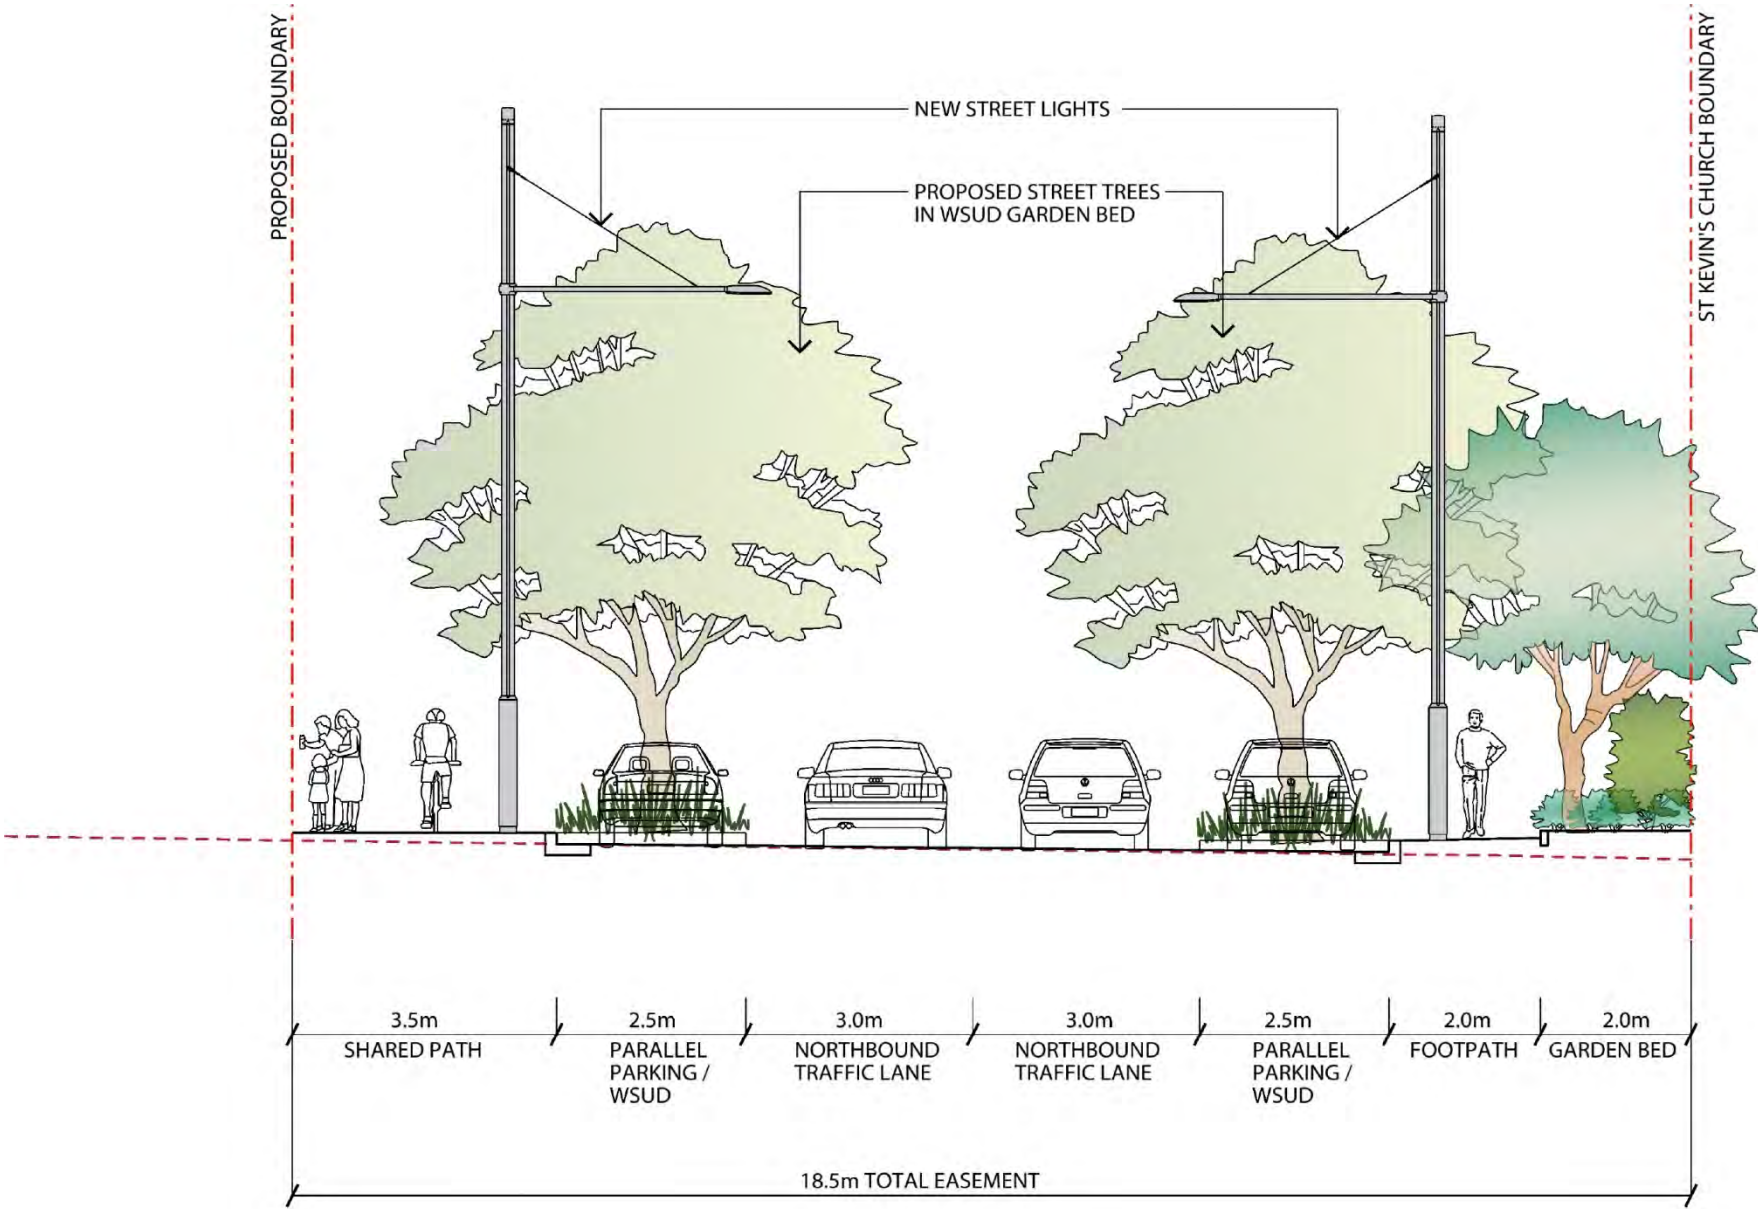 PROPOSED BOUNDARY
NEW STREET LIGHTS
PROPOSED STREET TREES
IN WSUD GARDEN BED
ST KEVIN'S CHURCH BOUNDARY
3.5m
SHARED PATH
2.5m
PARALLEL
PARKING /
WSUD
3.0m
NORTHBOUND
TRAFFIC LANE
3.0m
NORTHBOUND
TRAFFIC LANE
2.5m
PARALLEL
PARKING /
WSUD
2.0m
FOOTPATH
2.0m
GARDEN BED
18.5m TOTAL EASEMENT